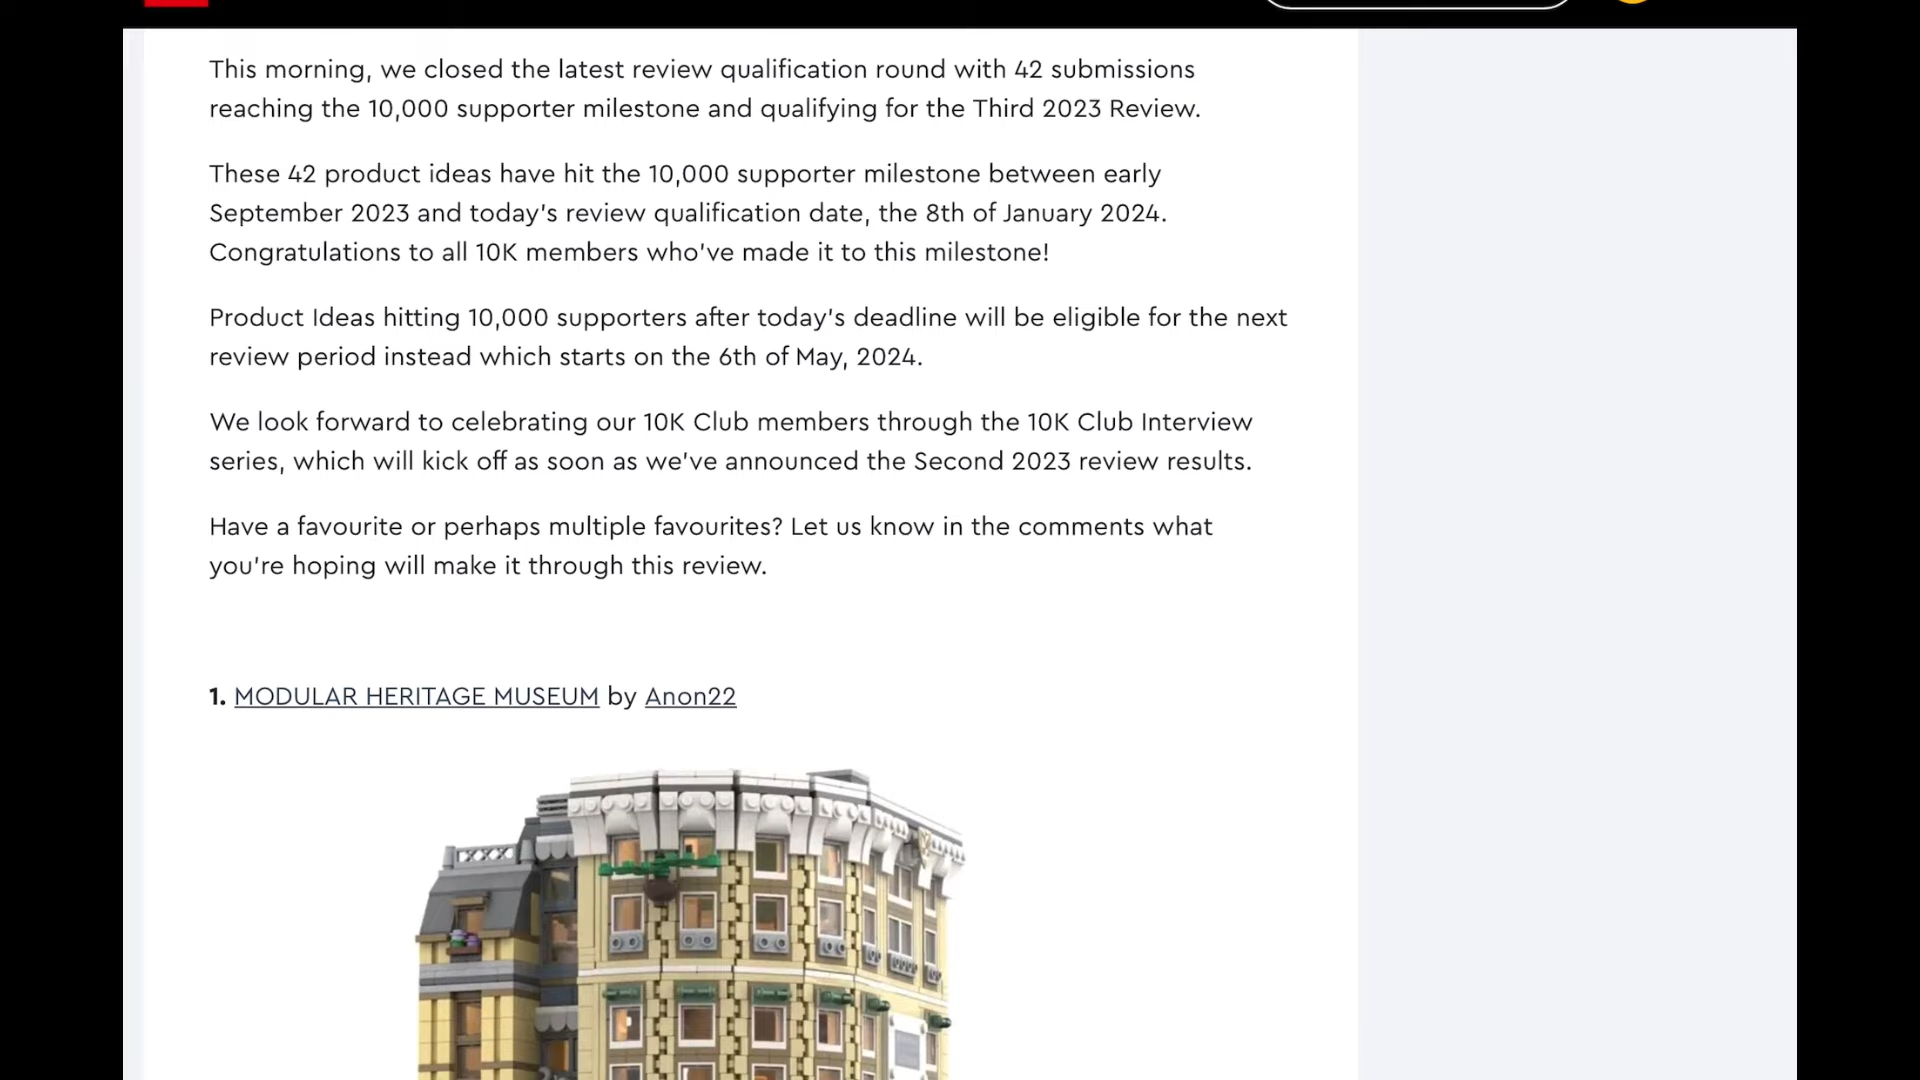 This morning, we closed the latest review qualification round with 42 submissions
reaching the 10,000 supporter milestone and qualifying for the Third 2023 Review.
These 42 product ideas have hit the 10,000 supporter milestone between early
September 2023 and today's review qualification date, the 8th of January 2024.
Congratulations to all 10K members who've made it to this milestone!
Product Ideas hitting 10,000 supporters after today's deadline will be eligible for the next
review period instead which starts on the 6th of May, 2024.
We look forward to celebrating our 10K Club members through the 10K Club Interview
series, which will kick off as soon as we've announced the Second 2023 review results.
Have a favourite or perhaps multiple favourites? Let us know in the comments what
you're hoping will make it through this review.
1. MODULAR HERITAGE MUSEUM by Anon22